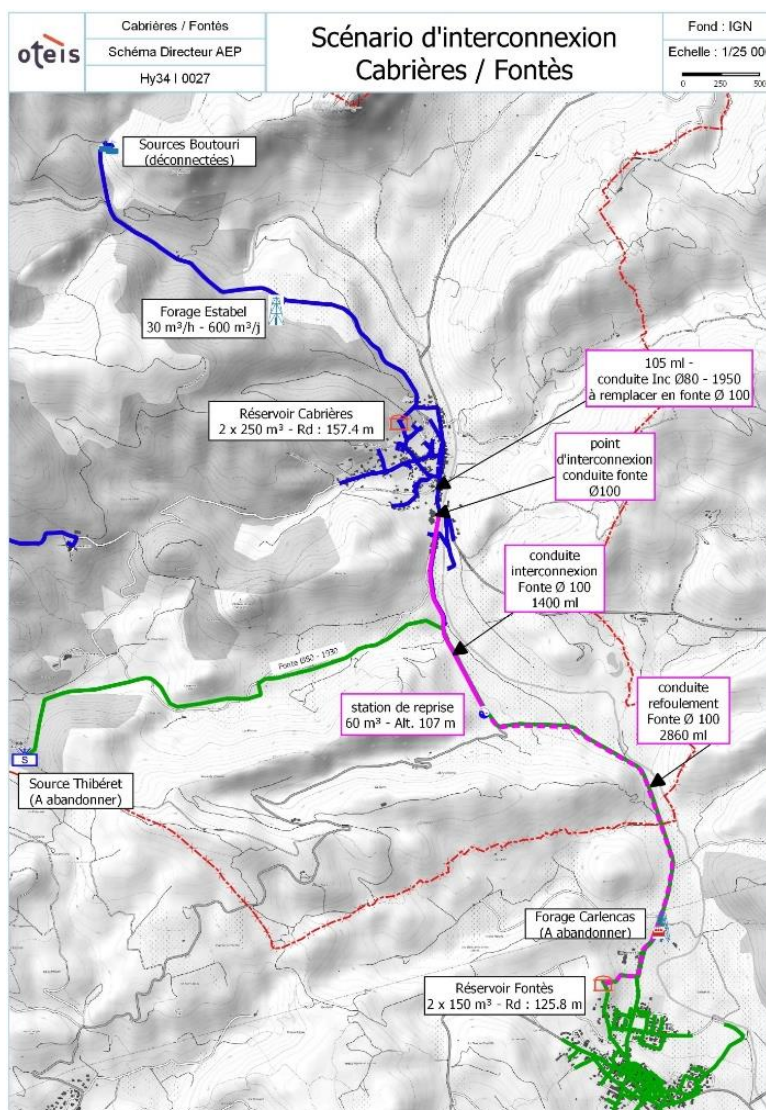 oteis
Cabrières / Fontès
Schéma Directeur AEP
Hy34 I 0027
Scénario d'interconnexion
Cabrières / Fontès
Fond : IGN
Echelle : 1/25 000
0 250 500
Sources Boutouri
(déconnectées)
Forage Estabel
30 m³/h - 600 m³/j
105 ml -
conduite Inc Ø80 - 1950
à remplacer en fonte Ø 100
Réservoir Cabrières
2 x 250 m³ - Rd : 157.4 m
point
d'interconnexion
conduite fonte
Ø100
conduite
interconnexion
Fonte Ø 100
1400 ml
station de reprise
60 m³ - Alt. 107 m
conduite
refoulement
Fonte Ø 100
2860 ml
S
Source Thibéret
(A abandonner)
Forage Carlencas
(A abandonner)
Réservoir Fontès
2 x 150 m³ - Rd : 125.8 m